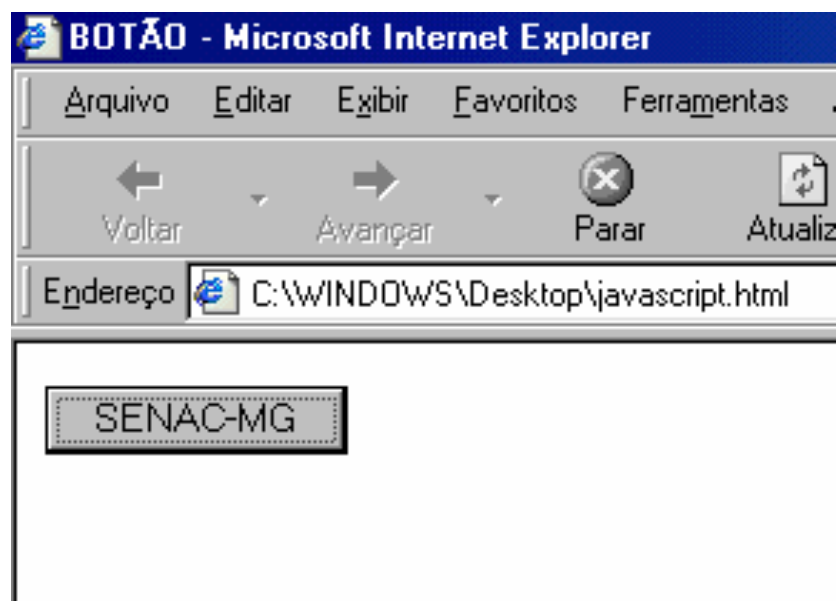 BOTÃO - Microsoft Internet Explorer
Arquivo Editar Exibir Favoritos Ferramentas
Voltar Avançar Parar Atualiz
Endereço C:\WINDOWS\Desktop\javascript.html
SENAC-MG